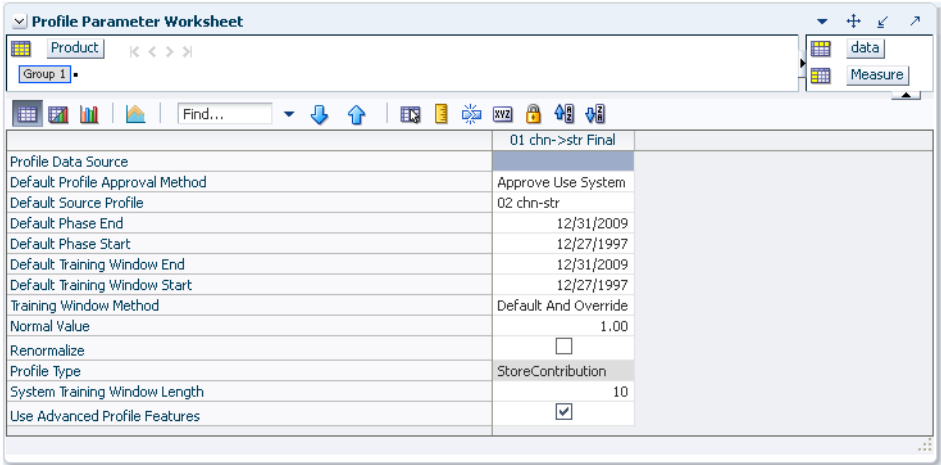 Profile Parameter Worksheet
Product
data
Group 1
Measure
Find...
XYZ
01 chn->str Final
Profile Data Source
Default Profile Approval Method Approve Use System
Default Source Profile 02 chn-str
Default Phase End 12/31/2009
Default Phase Start 12/27/1997
Default Training Window End 12/31/2009
Default Training Window Start 12/27/1997
Training Window Method Default And Override
Normal Value 1.00
Renormalize
Profile Type StoreContribution
System Training Window Length 10
Use Advanced Profile Features